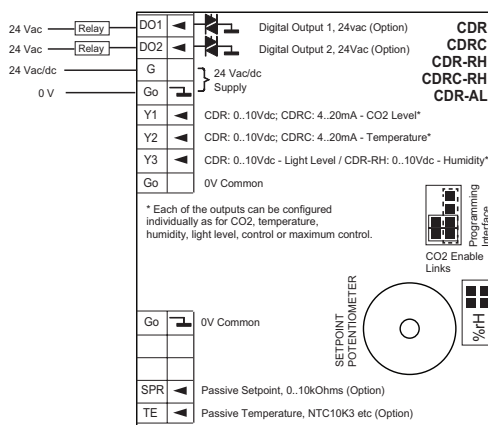 24 Vac Relay DO1 Digital Output 1, 24vac (Option)
24 Vac Relay DO2 Digital Output 2, 24Vac (Option)
24 Vac/dc G 24 Vac/dc
0 V Go Supply
Y1 CDR: 0..10Vdc; CDRC: 4..20mA - CO2 Level*
Y2 CDR: 0..10Vdc; CDRC: 4..20mA - Temperature*
Y3 CDR: 0..10Vdc - Light Level / CDR-RH: 0..10Vdc - Humidity*
Go 0V Common
CDR
CDRC
CDR-RH
CDRC-RH
CDR-AL
* Each of the outputs can be configured
individually as for CO2, temperature,
humidity, light level, control or maximum control.
Programming
Interface
CO2 Enable
Links
SETPOINT
POTENTIOMETER
%rH
Go 0V Common
SPR Passive Setpoint, 0..10kOhms (Option)
TE Passive Temperature, NTC10K3 etc (Option)